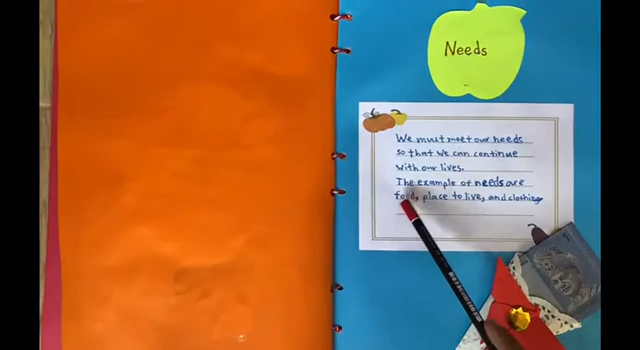 Needs
We must meet our needs
so that we can continue
with our lives.
The example of needs are
food, place to live, and clothing